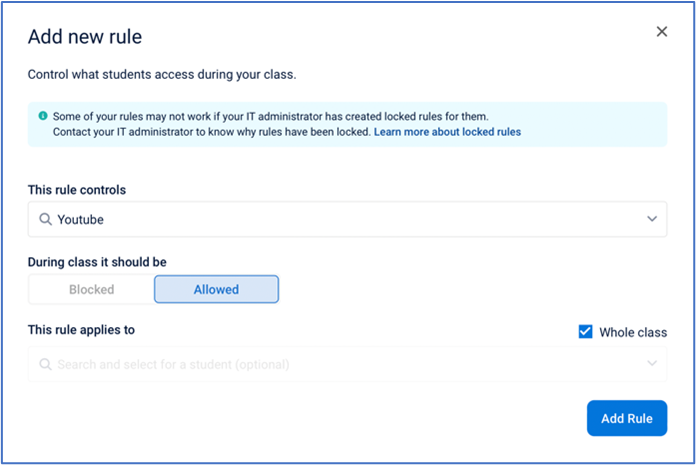 Add new rule
Control what students access during your class.
Some of your rules may not work if your IT administrator has created locked rules for them.
Contact your IT administrator to know why rules have been locked. Learn more about locked rules
This rule controls
Youtube
During class it should be
Blocked Allowed
This rule applies to Whole class
Search and select for a student (optional)
Add Rule